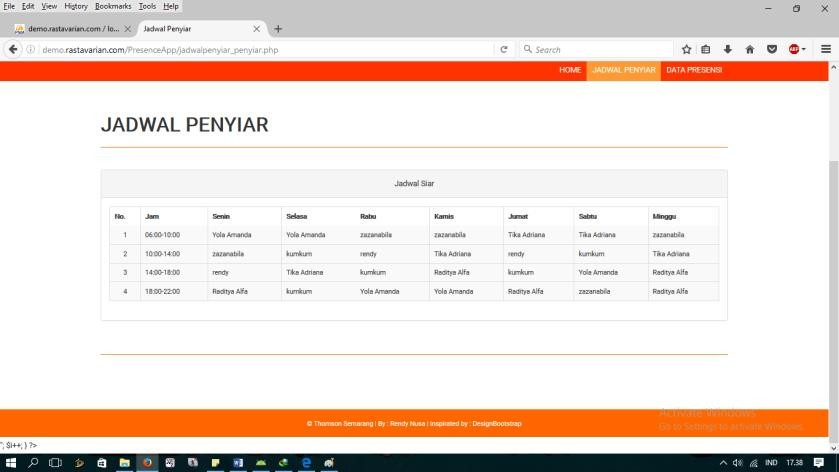 File Edit View History Bookmarks Tools Help
demo.rastavarian.com / lo... × Jadwal Penyiar × +
demo.rastavarian.com/PresenceApp/jadwalpenyiar_penyiar.php Search ABP
HOME JADWAL PENYIAR DATA PRESENSI
JADWAL PENYIAR
Jadwal Siar
No. Jam Senin Selasa Rabu Kamis Jumat Sabtu Minggu
1 06:00-10:00 Yola Amanda Yola Amanda zazanabila zazanabila Tika Adriana Tika Adriana zazanabila
2 10:00-14:00 zazanabila kumkum rendy Tika Adriana rendy kumkum Tika Adriana
3 14:00-18:00 rendy Tika Adriana kumkum Raditya Alfa kumkum Yola Amanda Raditya Alfa
4 18:00-22:00 Raditya Alfa kumkum Yola Amanda Yola Amanda Raditya Alfa zazanabila Raditya Alfa
Activate Windows
Go to Settings to activate Windows.
© Thomson Semarang | By : Rendy Nusa | Inspirated by : DesignBootstrap
"; $i++; } ?>
IND 17.38